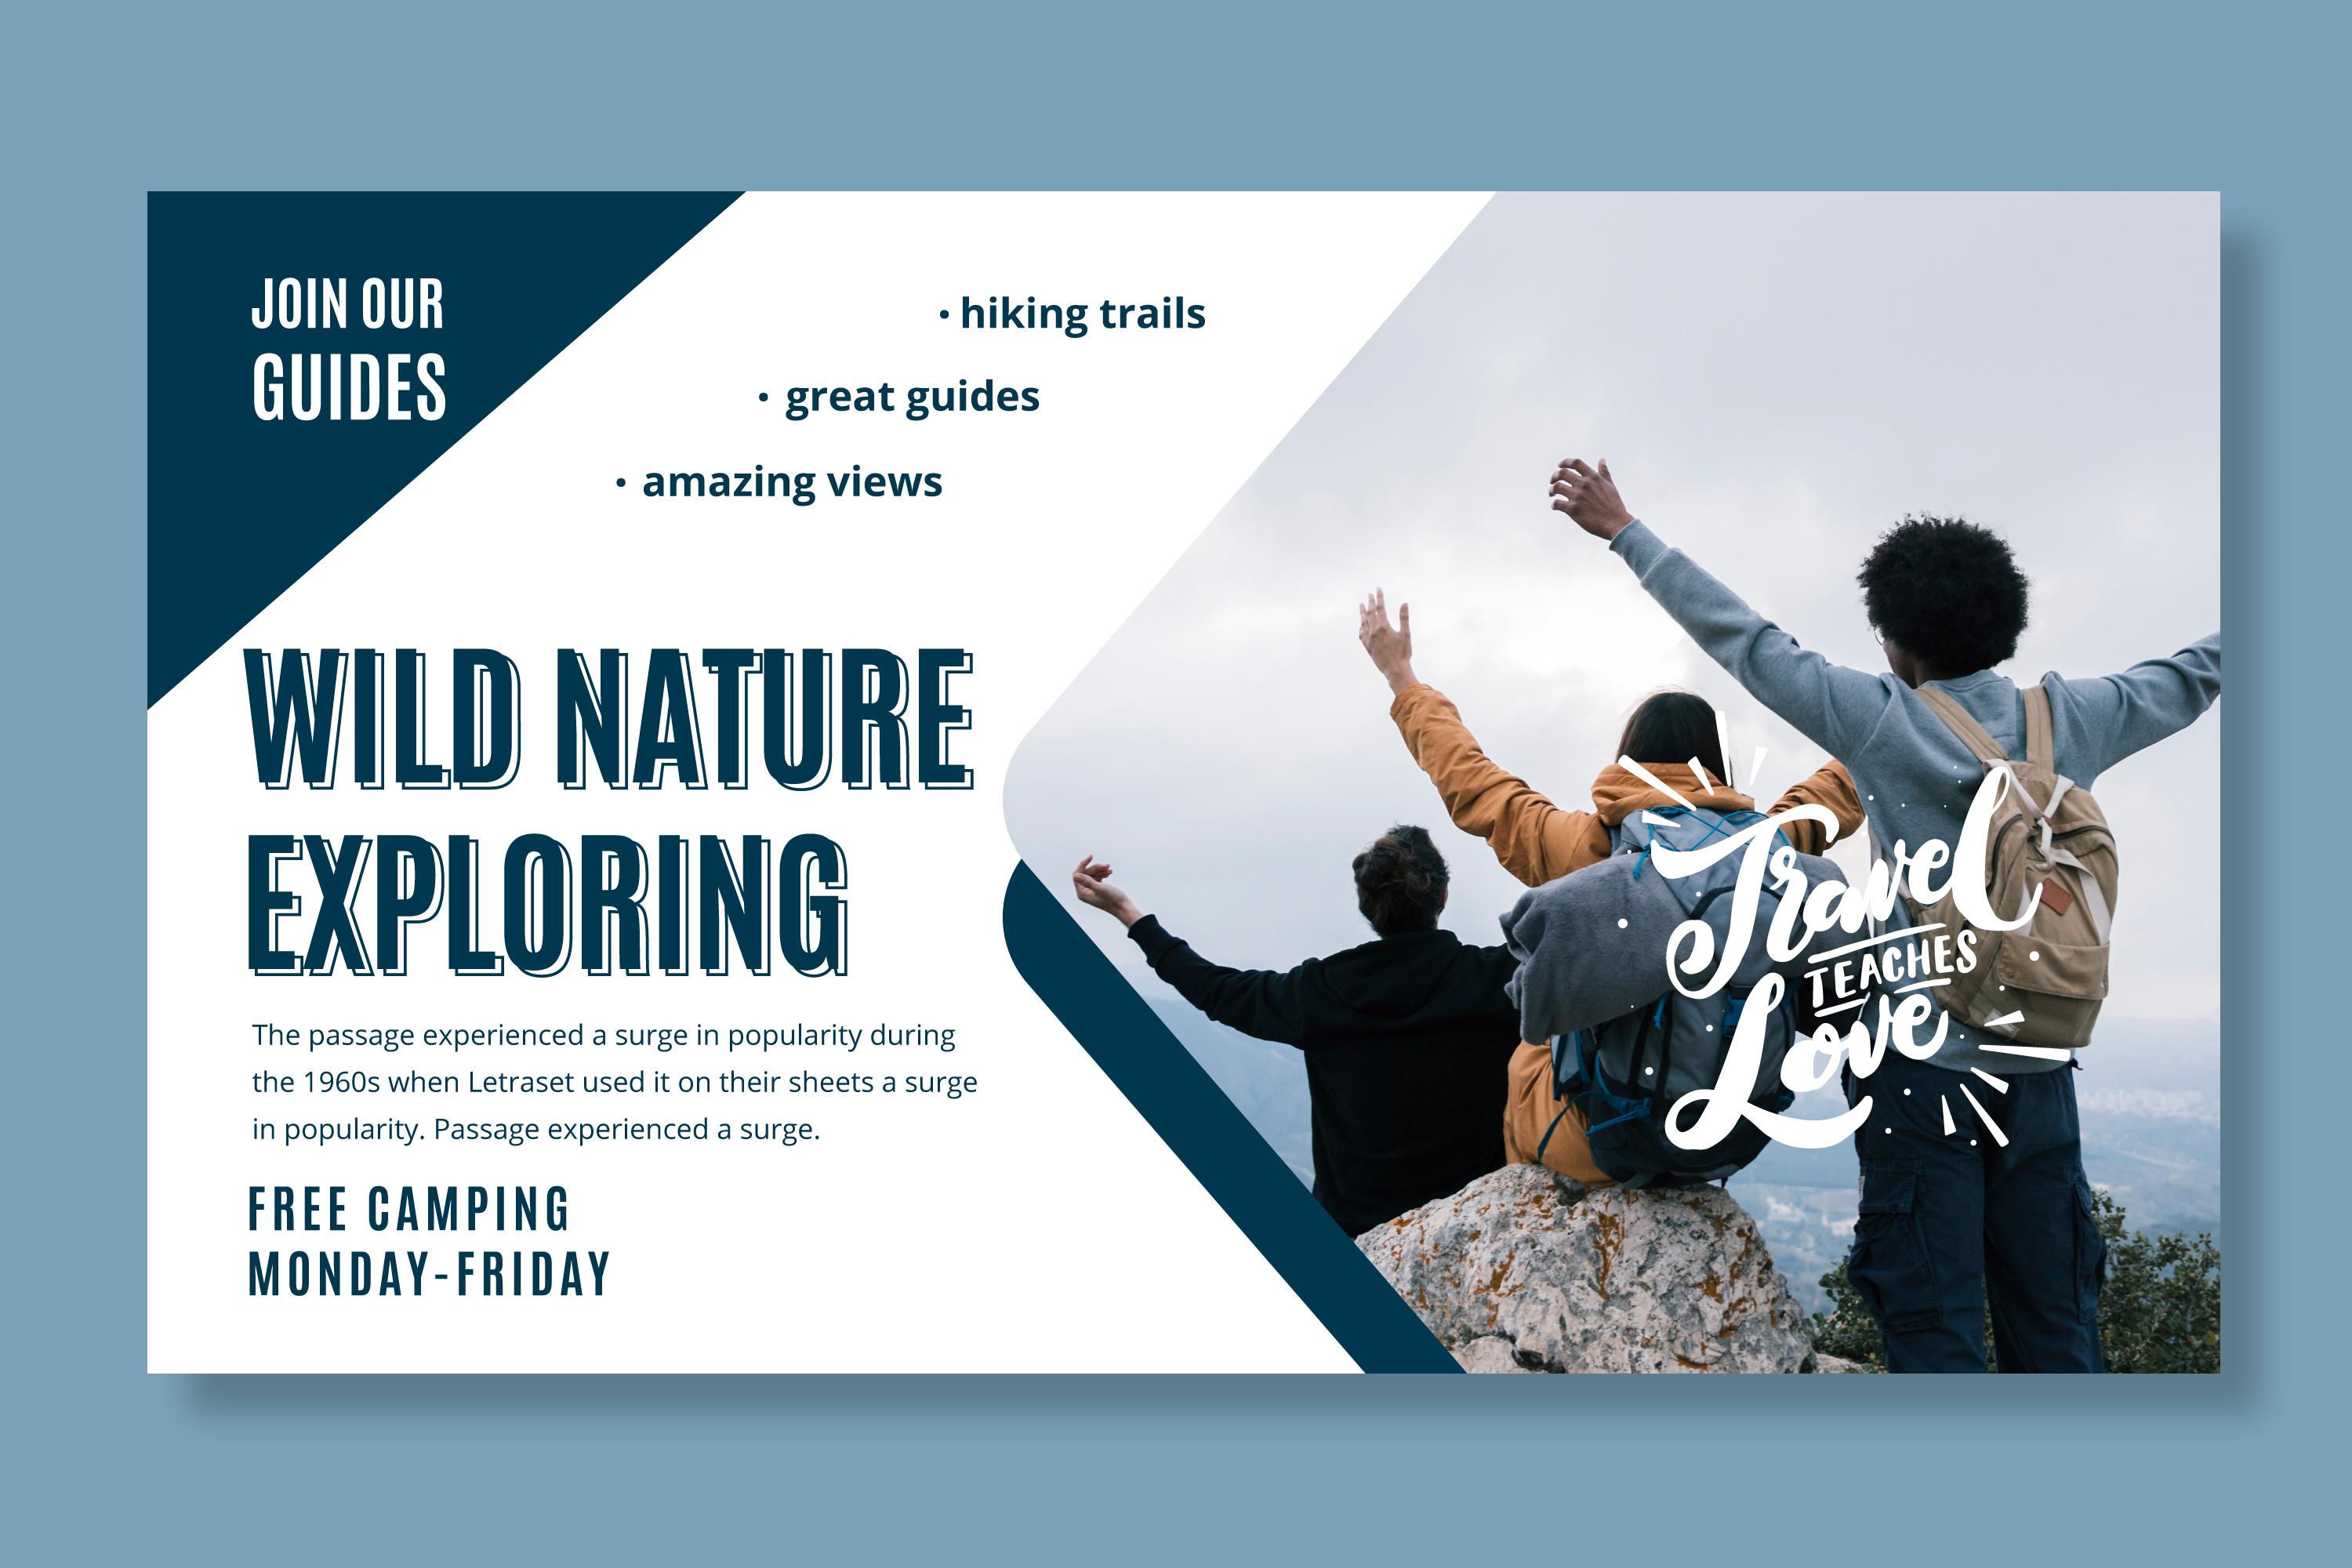 JOIN OUR
GUIDES
• hiking trails
• great guides
• amazing views
WILD NATURE
EXPLORING
The passage experienced a surge in popularity during
the 1960s when Letraset used it on their sheets a surge
in popularity. Passage experienced a surge.
FREE CAMPING
MONDAY-FRIDAY
Travel
TEACHES
Love